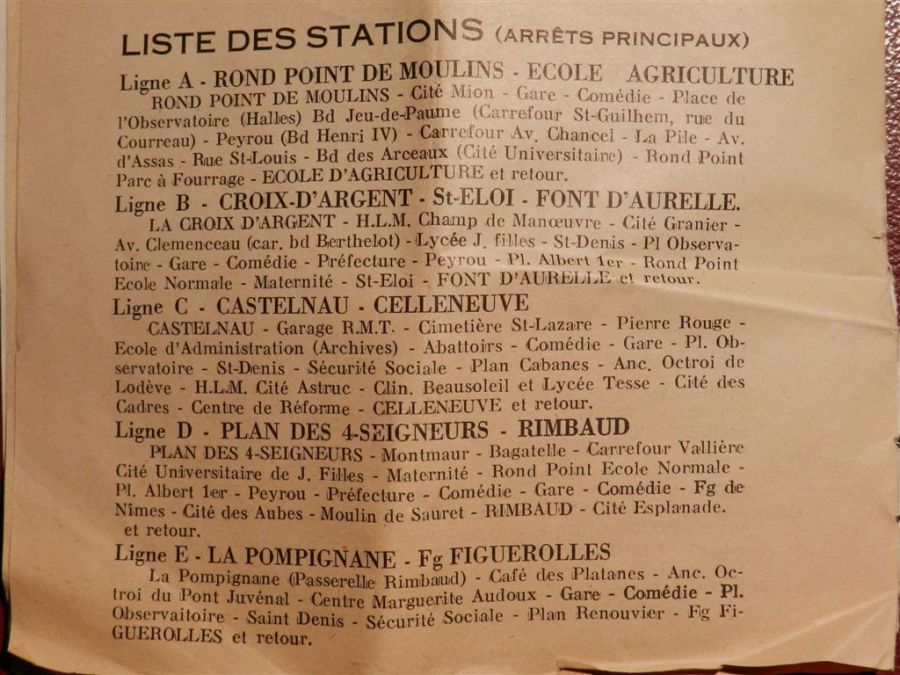 LISTE DES STATIONS (ARRÊTS PRINCIPAUX)
Ligne A - ROND POINT DE MOULINS - ECOLE AGRICULTURE
ROND POINT DE MOULINS - Cité Mion - Gare - Comédie - Place de
l'Observatoire (Halles) Bd Jeu-de-Paume (Carrefour St-Guilhem, rue du
Courreau) - Peyrou (Bd Henri IV) - Carrefour Av. Chancel - La Pile - Av.
d'Assas - Rue St-Louis - Bd des Arceaux (Cité Universitaire) - Rond Point
Parc à Fourrage - ECOLE D'AGRICULTURE et retour.
Ligne B - CROIX-D'ARGENT - St-ELOI - FONT D'AURELLE.
LA CROIX D'ARGENT - H.L.M. Champ de Manœuvre - Cité Granier -
Av. Clemenceau (car. bd Berthelot) - Lycée J. filles - St-Denis - Pl Observa-
toire - Gare - Comédie - Préfecture - Peyrou - Pl. Albert 1er - Rond Point
Ecole Normale - Maternité - St-Eloi - FONT D'AURELLE et retour.
Ligne C - CASTELNAU - CELLENEUVE
CASTELNAU - Garage R.M.T. - Cimetière St-Lazare - Pierre Rouge -
Ecole d'Administration (Archives) - Abattoirs - Comédie - Gare - Pl. Ob-
servatoire - St-Denis - Sécurité Sociale - Plan Cabanes - Anc. Octroi de
Lodève - H.L.M. Cité Astruc - Clin. Beausoleil et Lycée Tesse - Cité des
Cadres - Centre de Réforme - CELLENEUVE et retour.
Ligne D - PLAN DES 4-SEIGNEURS - RIMBAUD
PLAN DES 4-SEIGNEURS - Montmaur - Bagatelle - Carrefour Vallière
Cité Universitaire de J. Filles - Maternité - Rond Point Ecole Normale -
Pl. Albert 1er - Peyrou - Préfecture - Comédie - Gare - Comédie - Fg de
Nîmes - Cité des Aubes - Moulin de Sauret - RIMBAUD - Cité Esplanade.
et retour.
Ligne E - LA POMPIGNANE - Fg FIGUEROLLES
La Pompignane (Passerelle Rimbaud) - Café des Platanes - Anc. Oc-
troi du Pont Juvénal - Centre Marguerite Audoux - Gare - Comédie - Pl.
Observaitoire - Saint Denis - Sécurité Sociale - Plan Renouvier - Fg Fi-
GUEROLLES et retour.